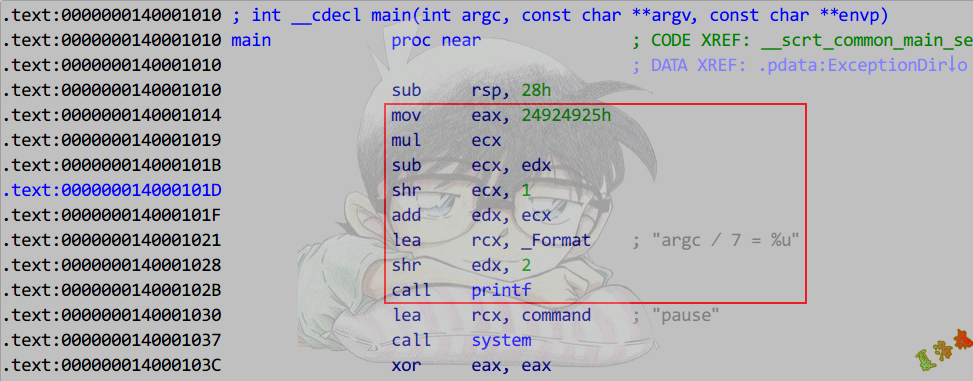 .text:0000000140001010 ; int __cdecl main(int argc, const char **argv, const char **envp)
.text:0000000140001010 main proc near ; CODE XREF: __scrt_common_main_se
.text:0000000140001010 ; DATA XREF: .pdata:ExceptionDir↓o
.text:0000000140001010 sub rsp, 28h
.text:0000000140001014 mov eax, 24924925h
.text:0000000140001019 mul ecx
.text:000000014000101B sub ecx, edx
.text:000000014000101D shr ecx, 1
.text:000000014000101F add edx, ecx
.text:0000000140001021 lea rcx, _Format ; "argc / 7 = %u"
.text:0000000140001028 shr edx, 2
.text:000000014000102B call printf
.text:0000000140001030 lea rcx, command ; "pause"
.text:0000000140001037 call system
.text:000000014000103C xor eax, eax